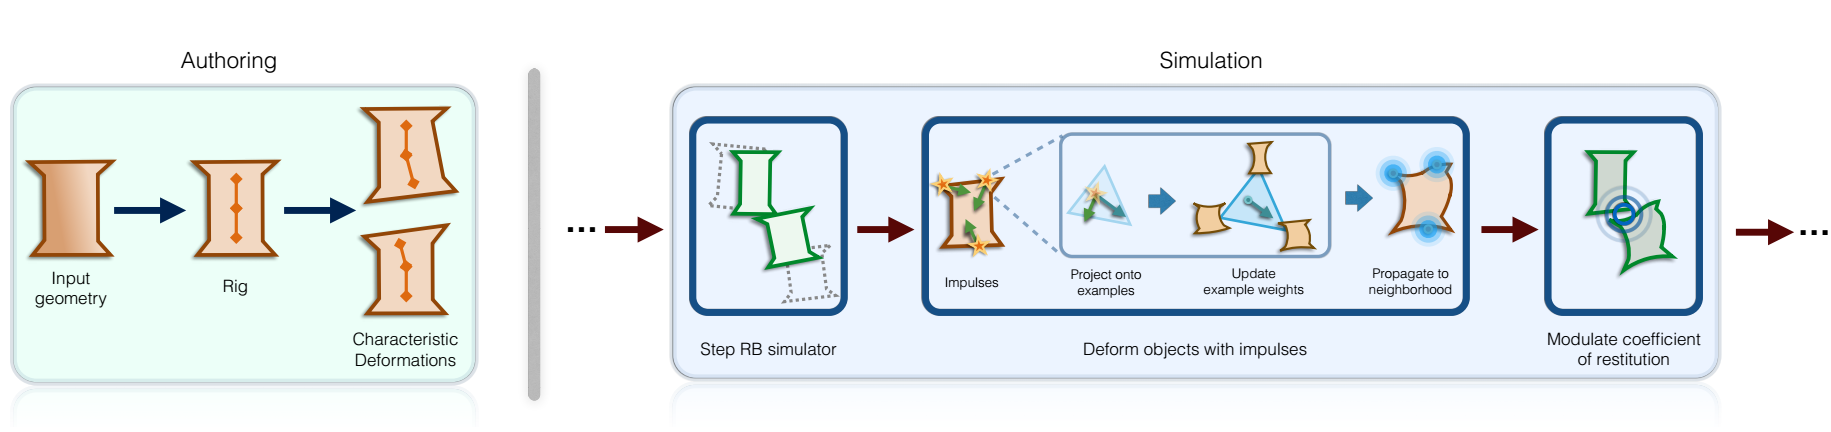 Authoring
Input
geometry
Rig
Characteristic
Deformations
Simulation
...
Step RB simulator
Impulses
Project onto
examples
Update
example weights
Propagate to
neighborhood
Deform objects with impulses
Modulate coefficient
of restitution
...